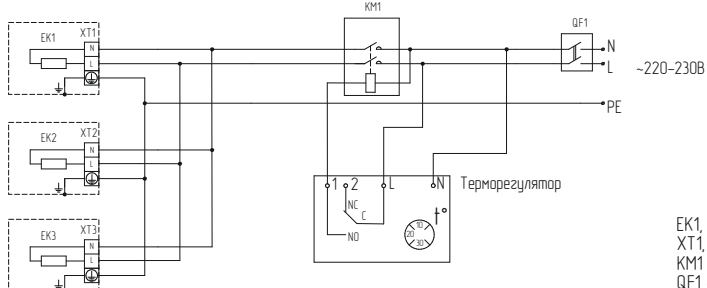 KM1
QF1
EK1
XT1
N
L
N
L
~220-230В
PE
EK2
XT2
N
L
1
2
L
N
Терморегулятор
NC
C
NO
t°
10
20
30
EK3
XT3
N
L
EK1,
XT1,
KM1
QF1